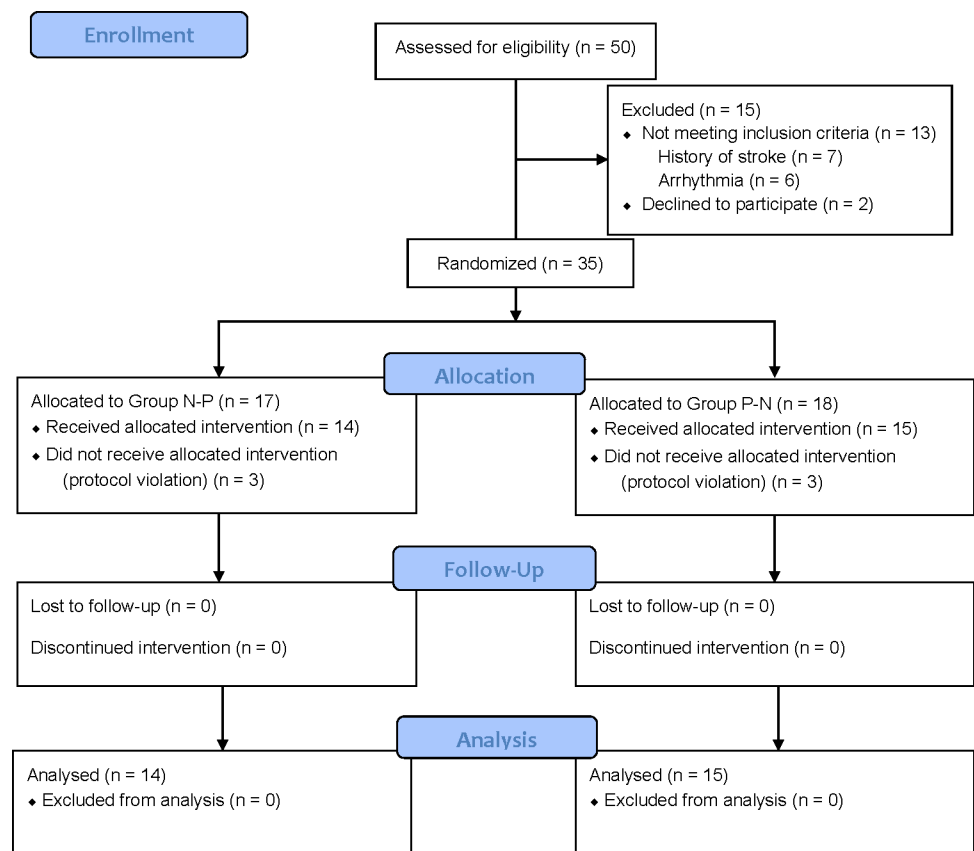 Enrollment
Assessed for eligibility (n = 50)
Excluded (n = 15)
⬥ Not meeting inclusion criteria (n = 13)
History of stroke (n = 7)
Arrhythmia (n = 6)
⬥ Declined to participate (n = 2)
Randomized (n = 35)
Allocation
Allocated to Group N-P (n = 17)
⬥ Received allocated intervention (n = 14)
⬥ Did not receive allocated intervention
(protocol violation) (n = 3)
Allocated to Group P-N (n = 18)
⬥ Received allocated intervention (n = 15)
⬥ Did not receive allocated intervention
(protocol violation) (n = 3)
Follow-Up
Lost to follow-up (n = 0)
Discontinued intervention (n = 0)
Lost to follow-up (n = 0)
Discontinued intervention (n = 0)
Analysis
Analysed (n = 14)
⬥ Excluded from analysis (n = 0)
Analysed (n = 15)
⬥ Excluded from analysis (n = 0)